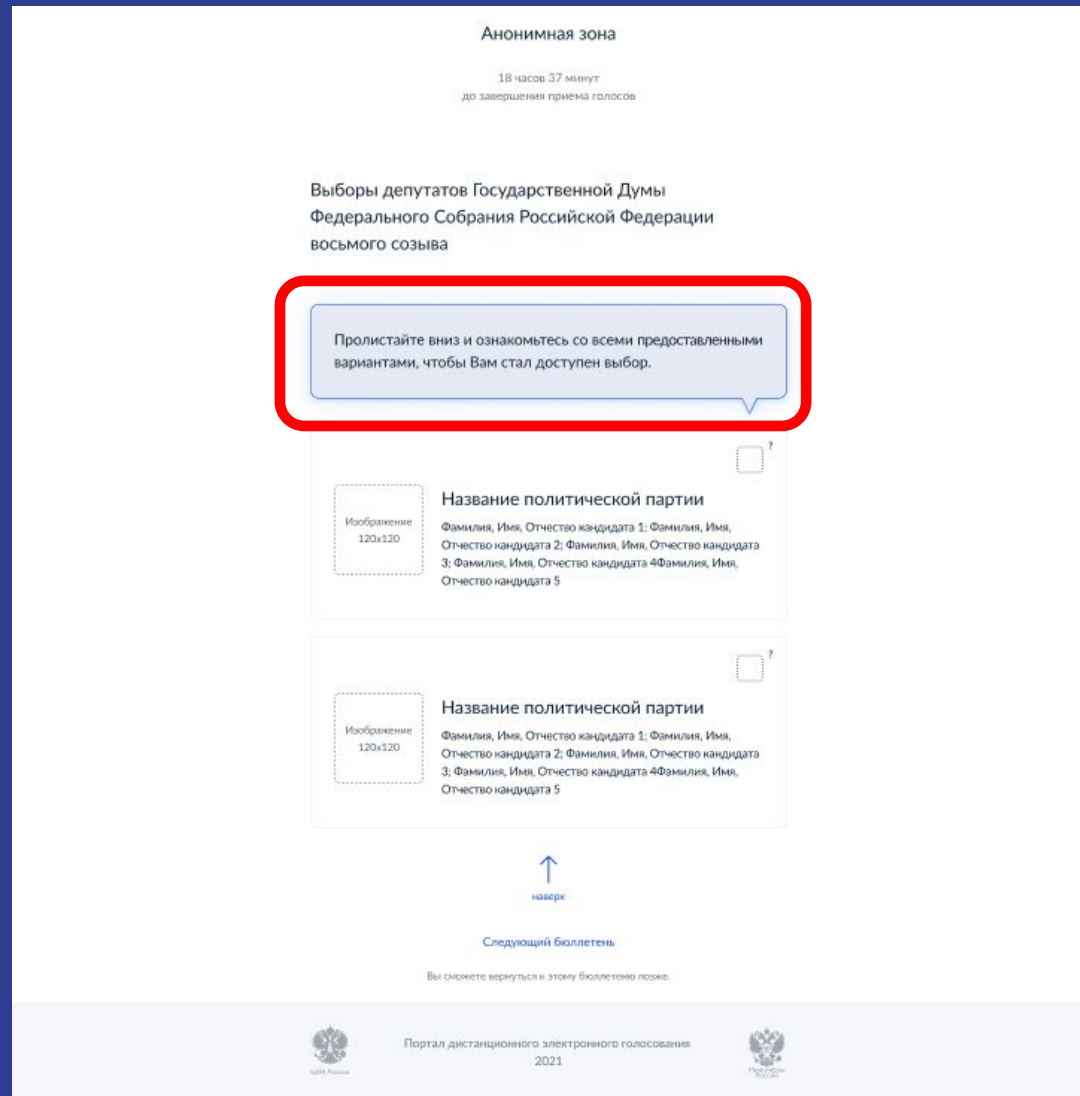 Анонимная зона
18 часов 37 минут
до завершения приема голосов
Выборы депутатов Государственной Думы
Федерального Собрания Российской Федерации
восьмого созыва
Пролистайте вниз и ознакомьтесь со всеми предоставленными
вариантами, чтобы Вам стал доступен выбор.
?
Изображение
120x120
Название политической партии
Фамилия, Имя, Отчество кандидата 1; Фамилия, Имя,
Отчество кандидата 2; Фамилия, Имя, Отчество кандидата
3; Фамилия, Имя, Отчество кандидата 4Фамилия, Имя,
Отчество кандидата 5
?
Изображение
120x120
Название политической партии
Фамилия, Имя, Отчество кандидата 1; Фамилия, Имя,
Отчество кандидата 2; Фамилия, Имя, Отчество кандидата
3; Фамилия, Имя, Отчество кандидата 4Фамилия, Имя,
Отчество кандидата 5
наверх
Следующий бюллетень
Вы сможете вернуться к этому бюллетеню позже.
ЦИК России
Портал дистанционного электронного голосования
2021
Минцифры
России